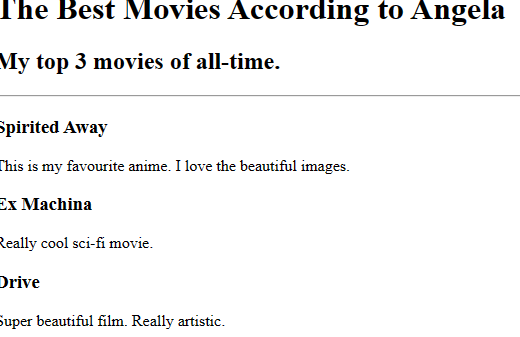 The Best Movies According to Angela
My top 3 movies of all-time.
Spirited Away
This is my favourite anime. I love the beautiful images.
Ex Machina
Really cool sci-fi movie.
Drive
Super beautiful film. Really artistic.